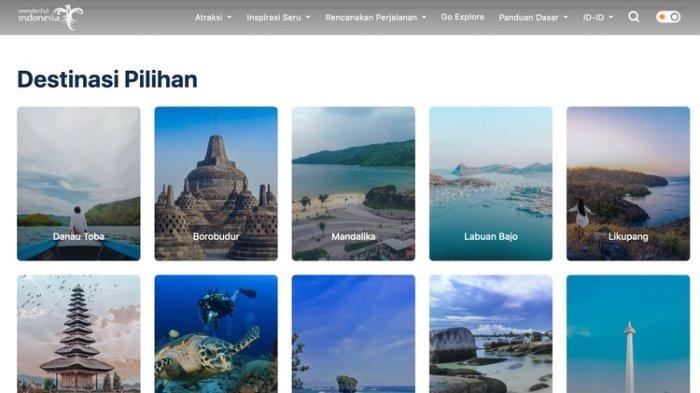 wonderful indonesia
Atraksi Inspirasi Seru Rencanakan Perjalanan Go Explore Panduan Dasar ID-ID
Destinasi Pilihan
Danau Toba Borobudur Mandalika Labuan Bajo Likupang